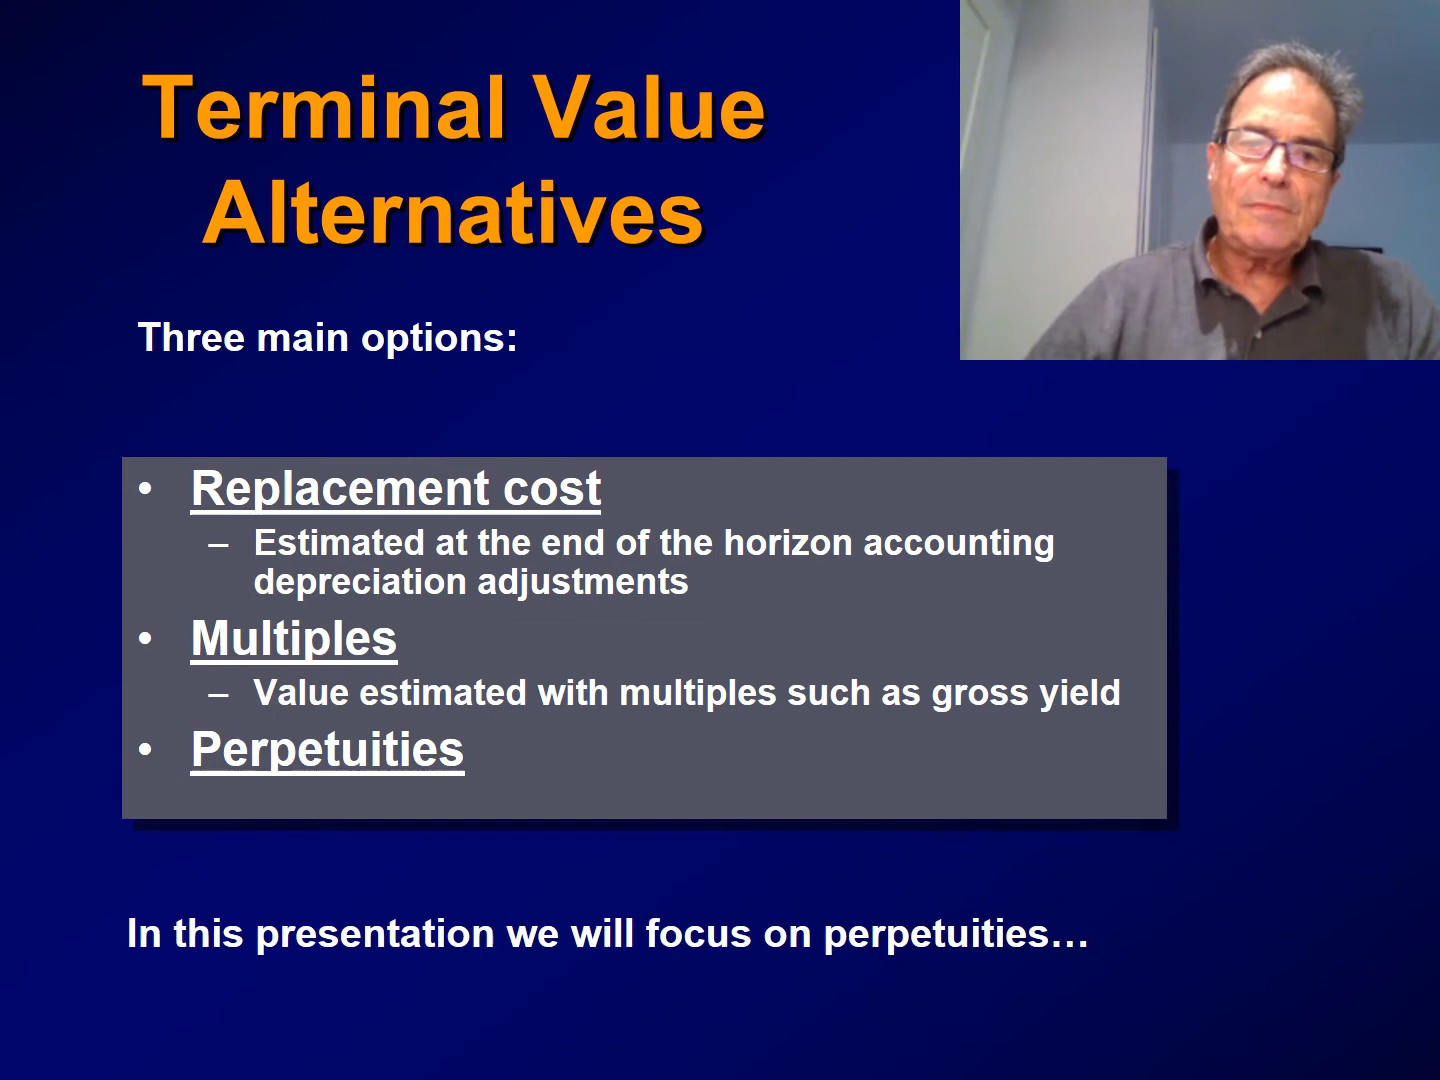 Terminal Value
Alternatives
Three main options:
• Replacement cost
– Estimated at the end of the horizon accounting
depreciation adjustments
• Multiples
– Value estimated with multiples such as gross yield
• Perpetuities
In this presentation we will focus on perpetuities…